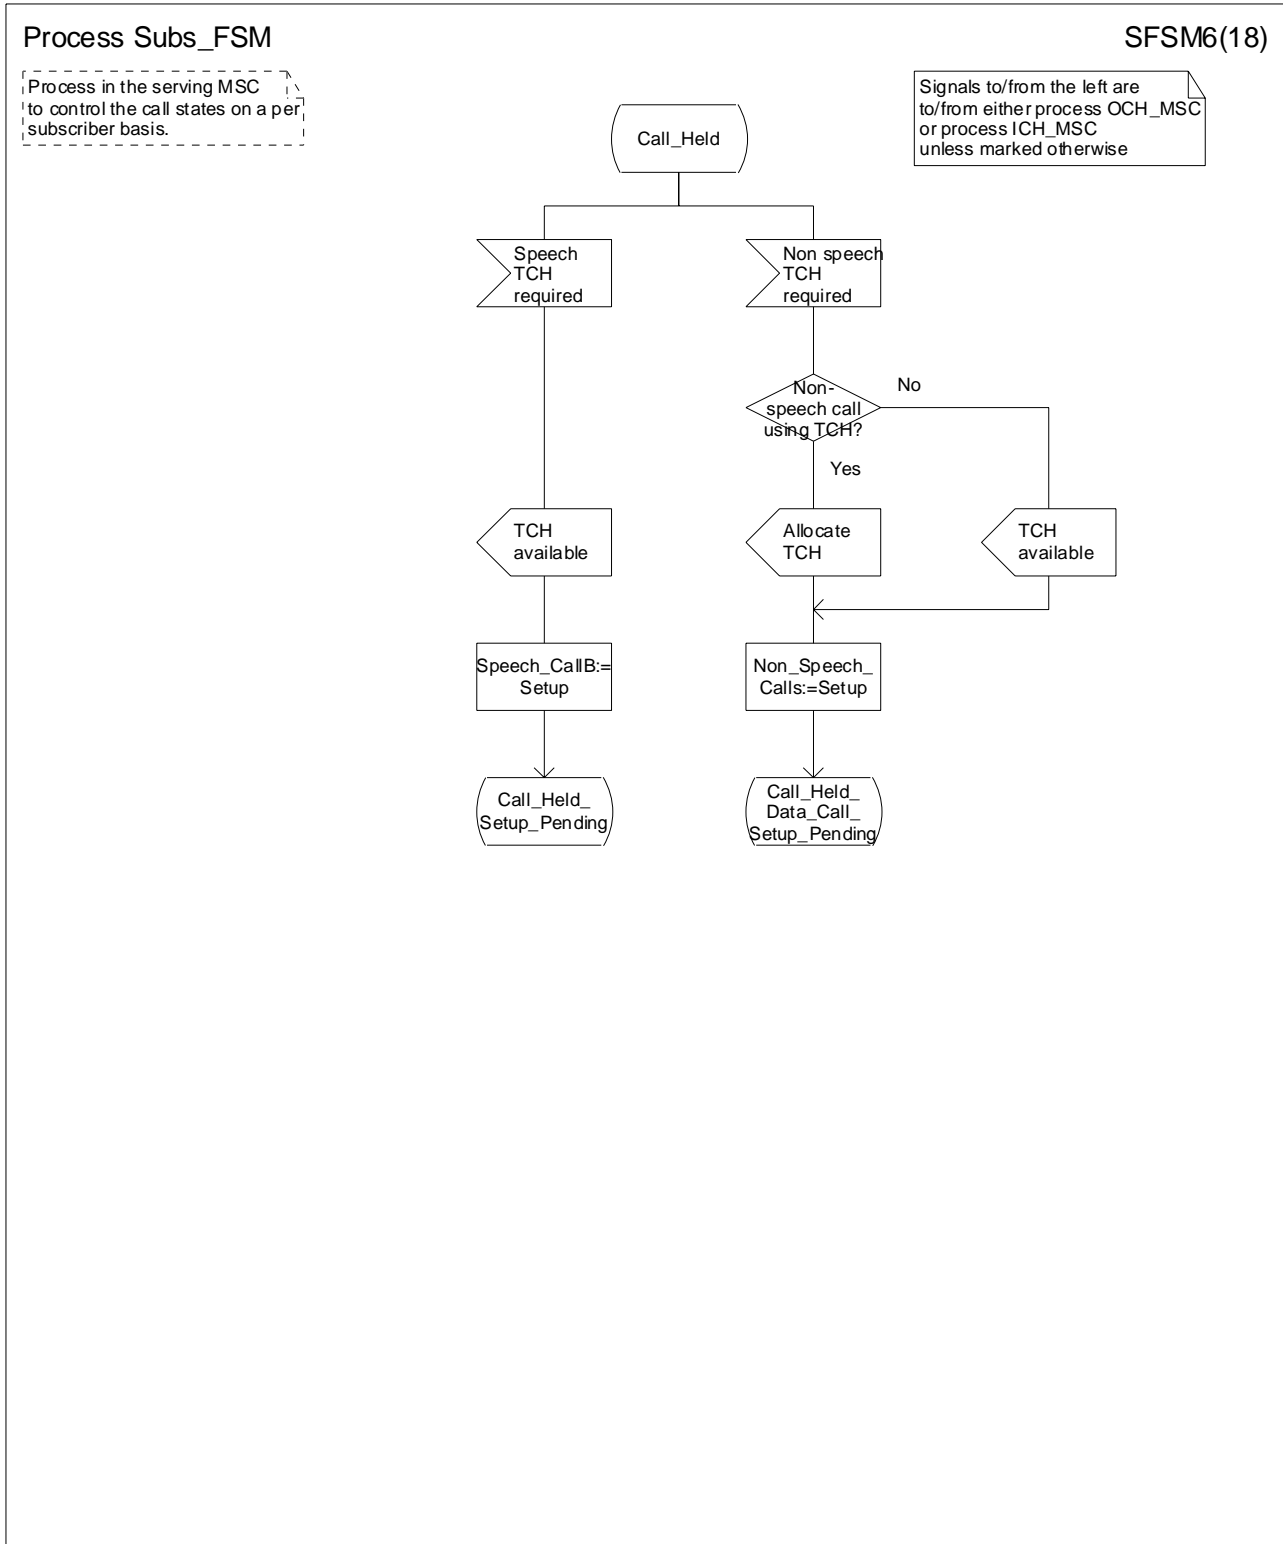 Process Subs_FSM
SFSM6(18)
Process in the serving MSC
to control the call states on a per
subscriber basis.
Signals to/from the left are
to/from either process OCH_MSC
or process ICH_MSC
unless marked otherwise
Call_Held
Speech
TCH
required
Non speech
TCH
required
Non-
speech call
using TCH?
No
Yes
TCH
available
Allocate
TCH
TCH
available
Speech_CallB:=
Setup
Non_Speech_
Calls:=Setup
Call_Held_
Setup_Pending
Call_Held_
Data_Call_
Setup_Pending